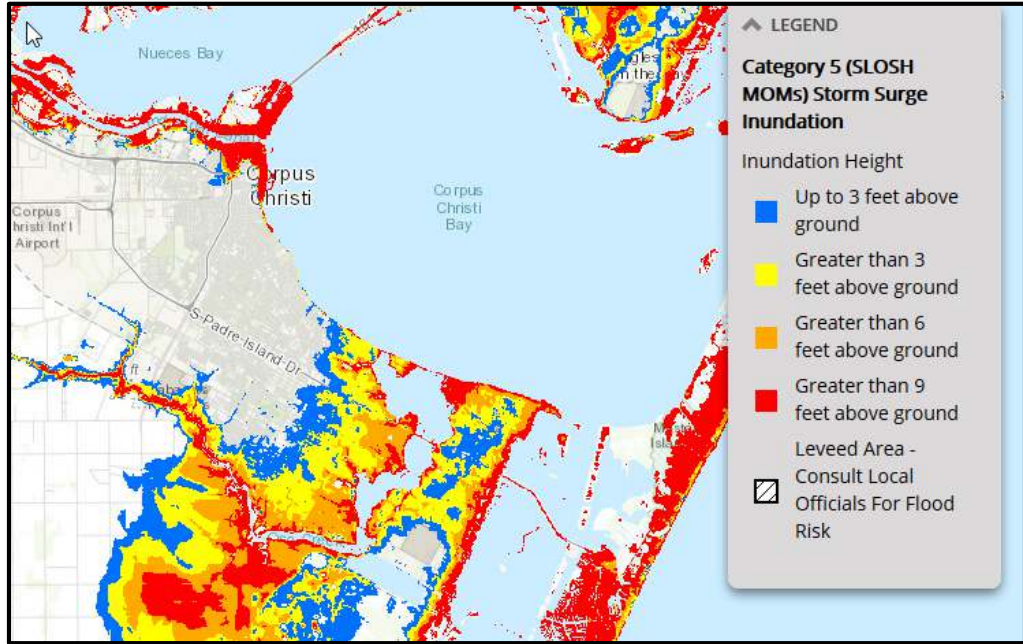 Nueces Bay
Corpus
Christi
Corpus
Christi
Bay
Corpus
hristi Int'l
Airport
S-Padre-Island-Dr
LEGEND
Category 5 (SLOSH
MOMs) Storm Surge
Inundation
Inundation Height
Up to 3 feet above
ground
Greater than 3
feet above ground
Greater than 6
feet above ground
Greater than 9
feet above ground
Leveed Area -
Consult Local
Officials For Flood
Risk